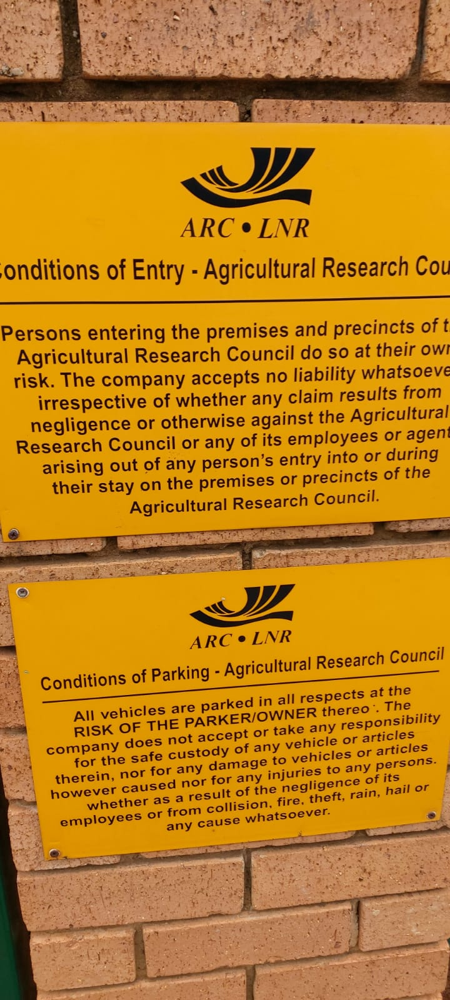 ARC • LNR
Conditions of Entry - Agricultural Research Cou
Persons entering the premises and precincts of t
Agricultural Research Council do so at their own
risk. The company accepts no liability whatsoeve
irrespective of whether any claim results from
negligence or otherwise against the Agricultural
Research Council or any of its employees or agent
arising out of any person's entry into or during
their stay on the premises or precincts of the
Agricultural Research Council.
ARC • LNR
Conditions of Parking - Agricultural Research Council
All vehicles are parked in all respects at the
RISK OF THE PARKER/OWNER thereo . The
company does not accept or take any responsibility
for the safe custody of any vehicle or articles
therein, nor for any damage to vehicles or articles
however caused nor for any injuries to any persons.
whether as a result of the negligence of its
employees or from collision, fire, theft, rain, hail or
any cause whatsoever.